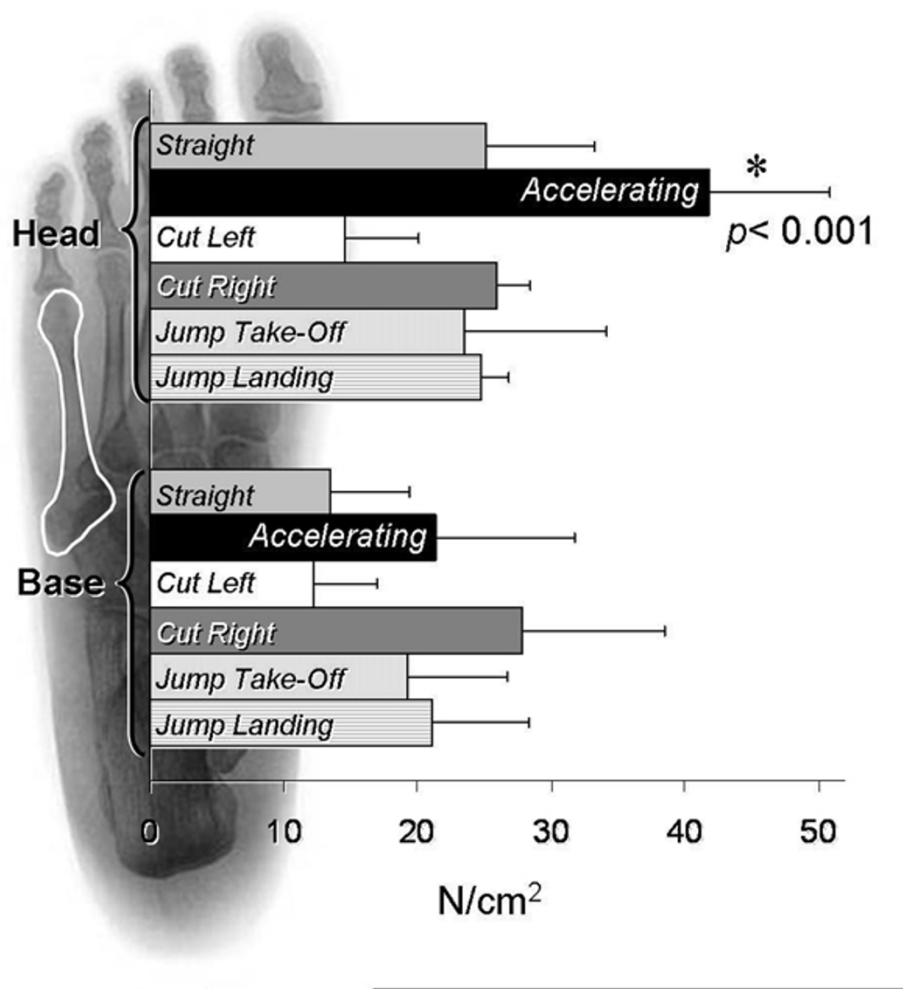 Straight
Accelerating
*
p< 0.001
Head
Cut Left
Cut Right
Jump Take-Off
Jump Landing
Straight
Accelerating
Base
Cut Left
Cut Right
Jump Take-Off
Jump Landing
0 10 20 30 40 50
N/cm²